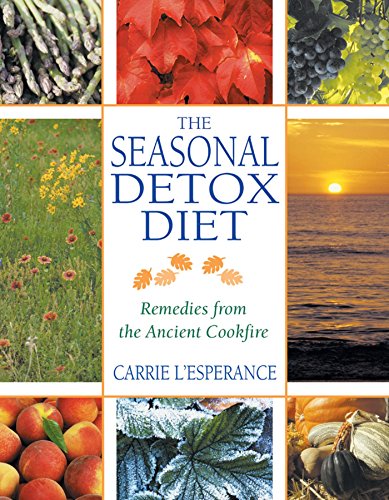 THE
SEASONAL
DETOX
DIET
Remedies from
the Ancient Cookfire
CARRIE L'ESPERANCE